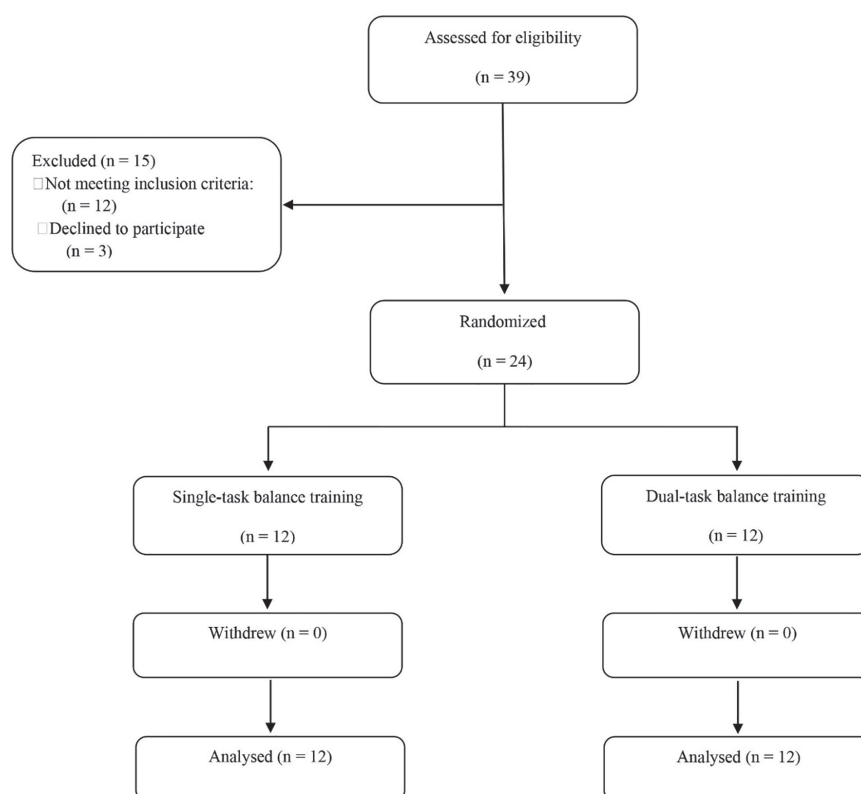 Assessed for eligibility
(n = 39)
Excluded (n = 15)
□Not meeting inclusion criteria:
(n = 12)
□Declined to participate
(n = 3)
Randomized
(n = 24)
Single-task balance training
(n = 12)
Dual-task balance training
(n = 12)
Withdrew (n = 0)
Withdrew (n = 0)
Analysed (n = 12)
Analysed (n = 12)